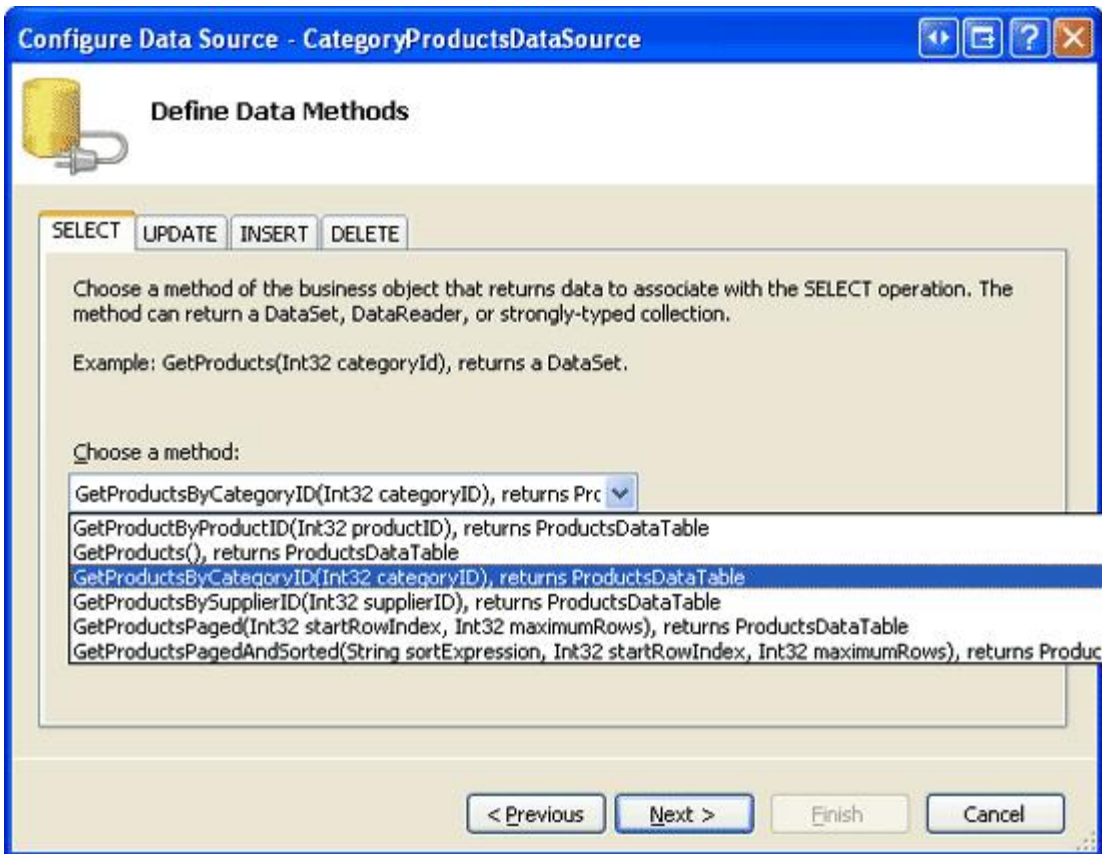 Configure Data Source - CategoryProductsDataSource
Define Data Methods
SELECT UPDATE INSERT DELETE
Choose a method of the business object that returns data to associate with the SELECT operation. The
method can return a DataSet, DataReader, or strongly-typed collection.
Example: GetProducts(Int32 categoryId), returns a DataSet.
Choose a method:
GetProductsByCategoryID(Int32 categoryID), returns Prc
GetProductByProductID(Int32 productID), returns ProductsDataTable
GetProducts(), returns ProductsDataTable
GetProductsByCategoryID(Int32 categoryID), returns ProductsDataTable
GetProductsBySupplierID(Int32 supplierID), returns ProductsDataTable
GetProductsPaged(Int32 startRowIndex, Int32 maximumRows), returns ProductsDataTable
GetProductsPagedAndSorted(String sortExpression, Int32 startRowIndex, Int32 maximumRows), returns Produc
< Previous Next > Finish Cancel